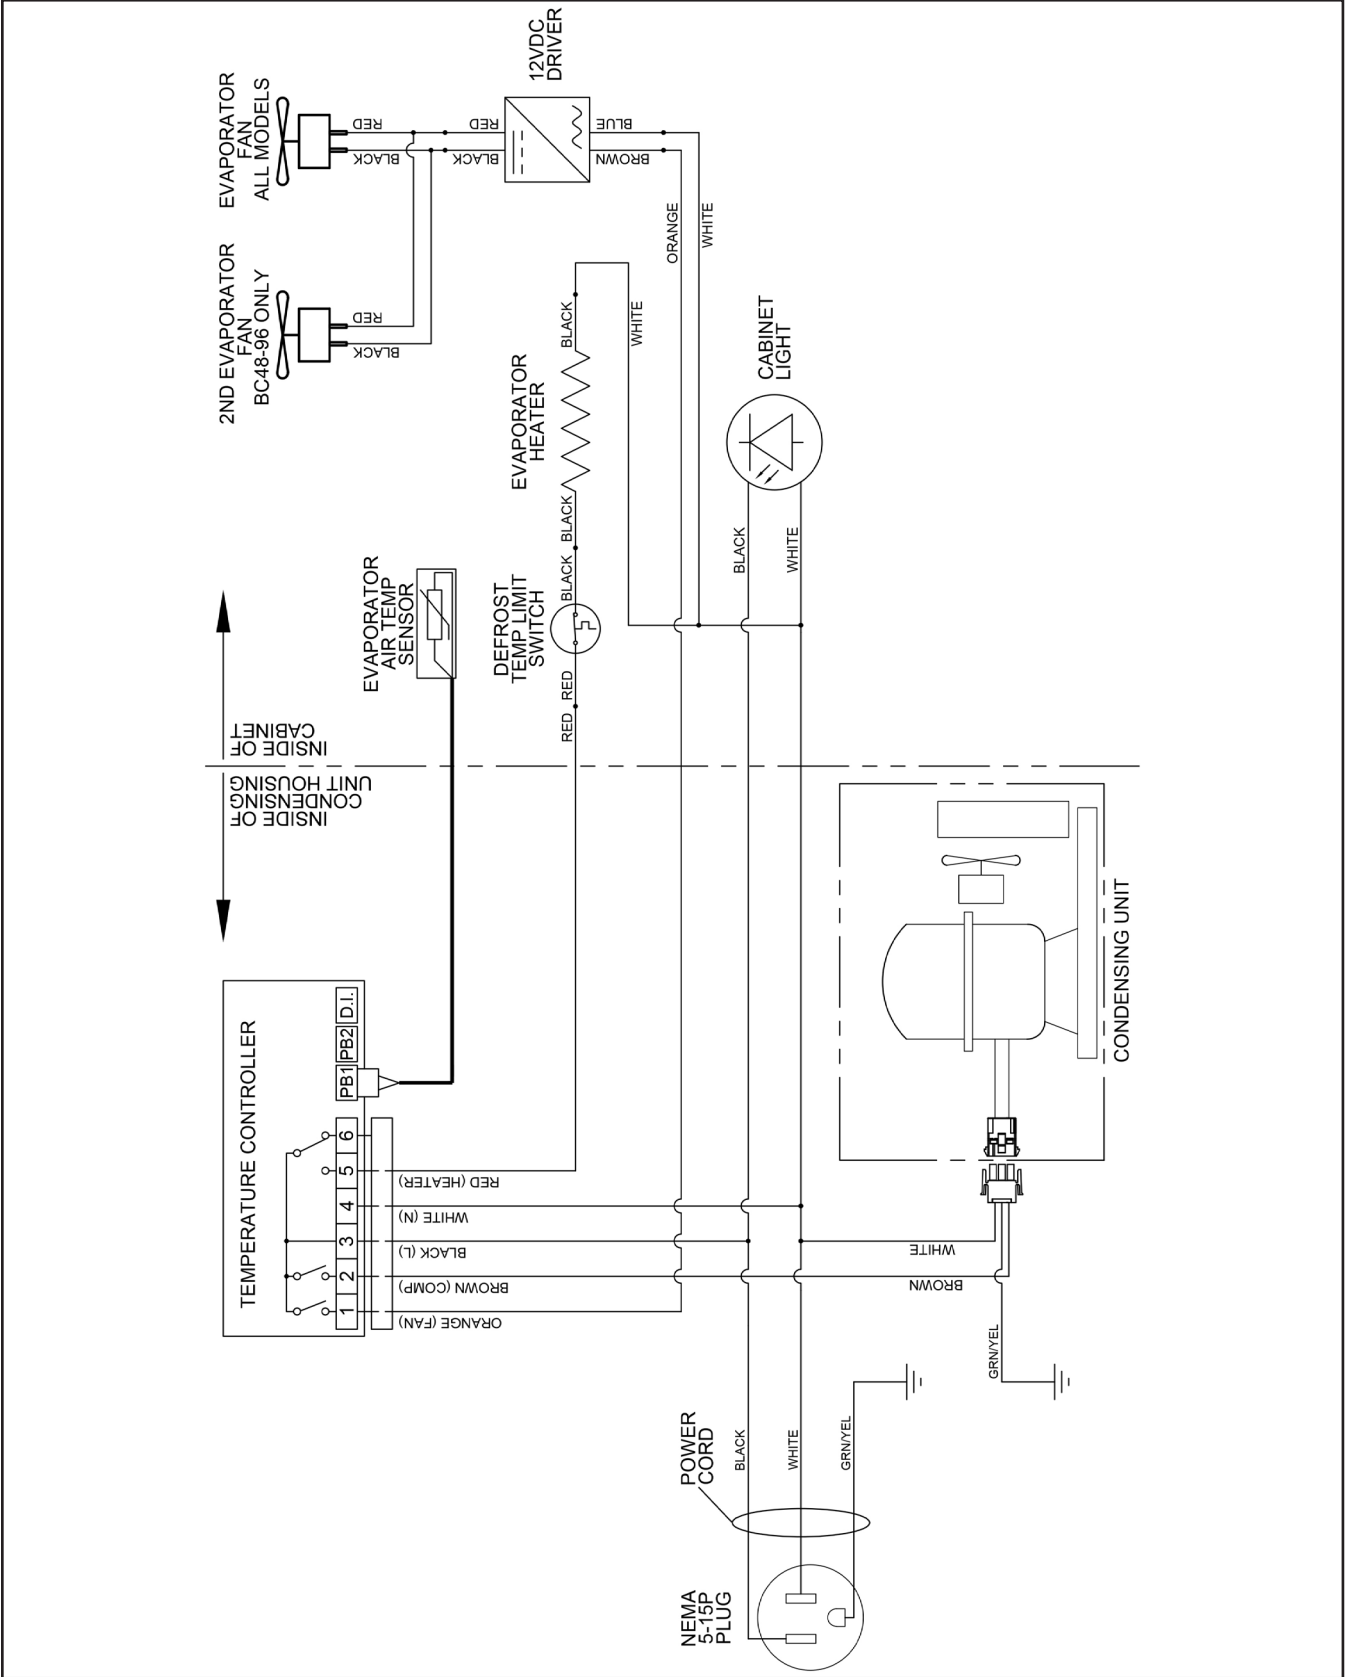 EVAPORATOR
FAN
ALL MODELS
12VDC
DRIVER
RED
BLACK
RED
BLACK
BLUE
BROWN
2ND EVAPORATOR
FAN
BC48-96 ONLY
RED
BLACK
ORANGE
WHITE
EVAPORATOR
HEATER
BLACK
WHITE
BLACK
CABINET
LIGHT
BLACK
WHITE
EVAPORATOR
AIR TEMP
SENSOR
DEFROST
TEMP LIMIT
SWITCH
BLACK
RED
RED
INSIDE OF
CABINET
INSIDE OF
CONDENSING
UNIT HOUSING
TEMPERATURE CONTROLLER
D.I.
PB2
PB1
6
5
4
3
2
1
RED (HEATER)
WHITE (N)
BLACK (L)
BROWN (COMP)
ORANGE (FAN)
CONDENSING UNIT
WHITE
BROWN
GRN/YEL
POWER
CORD
BLACK
WHITE
GRN/YEL
NEMA
5-15P
PLUG